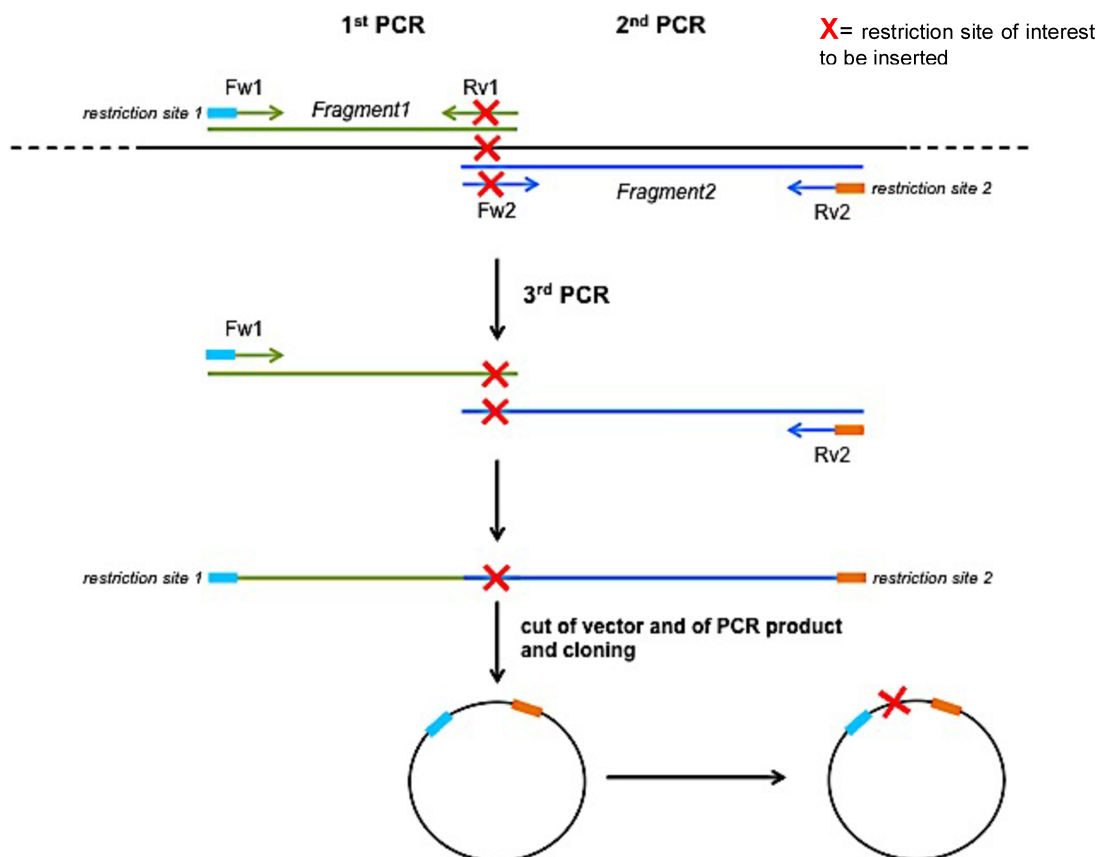 1st PCR
2nd PCR
X= restriction site of interest
to be inserted
Fw1
Rv1
restriction site 1
Fragment1
Fw2
Fragment2
Rv2
restriction site 2
3rd PCR
Fw1
Rv2
restriction site 1
restriction site 2
cut of vector and of PCR product
and cloning